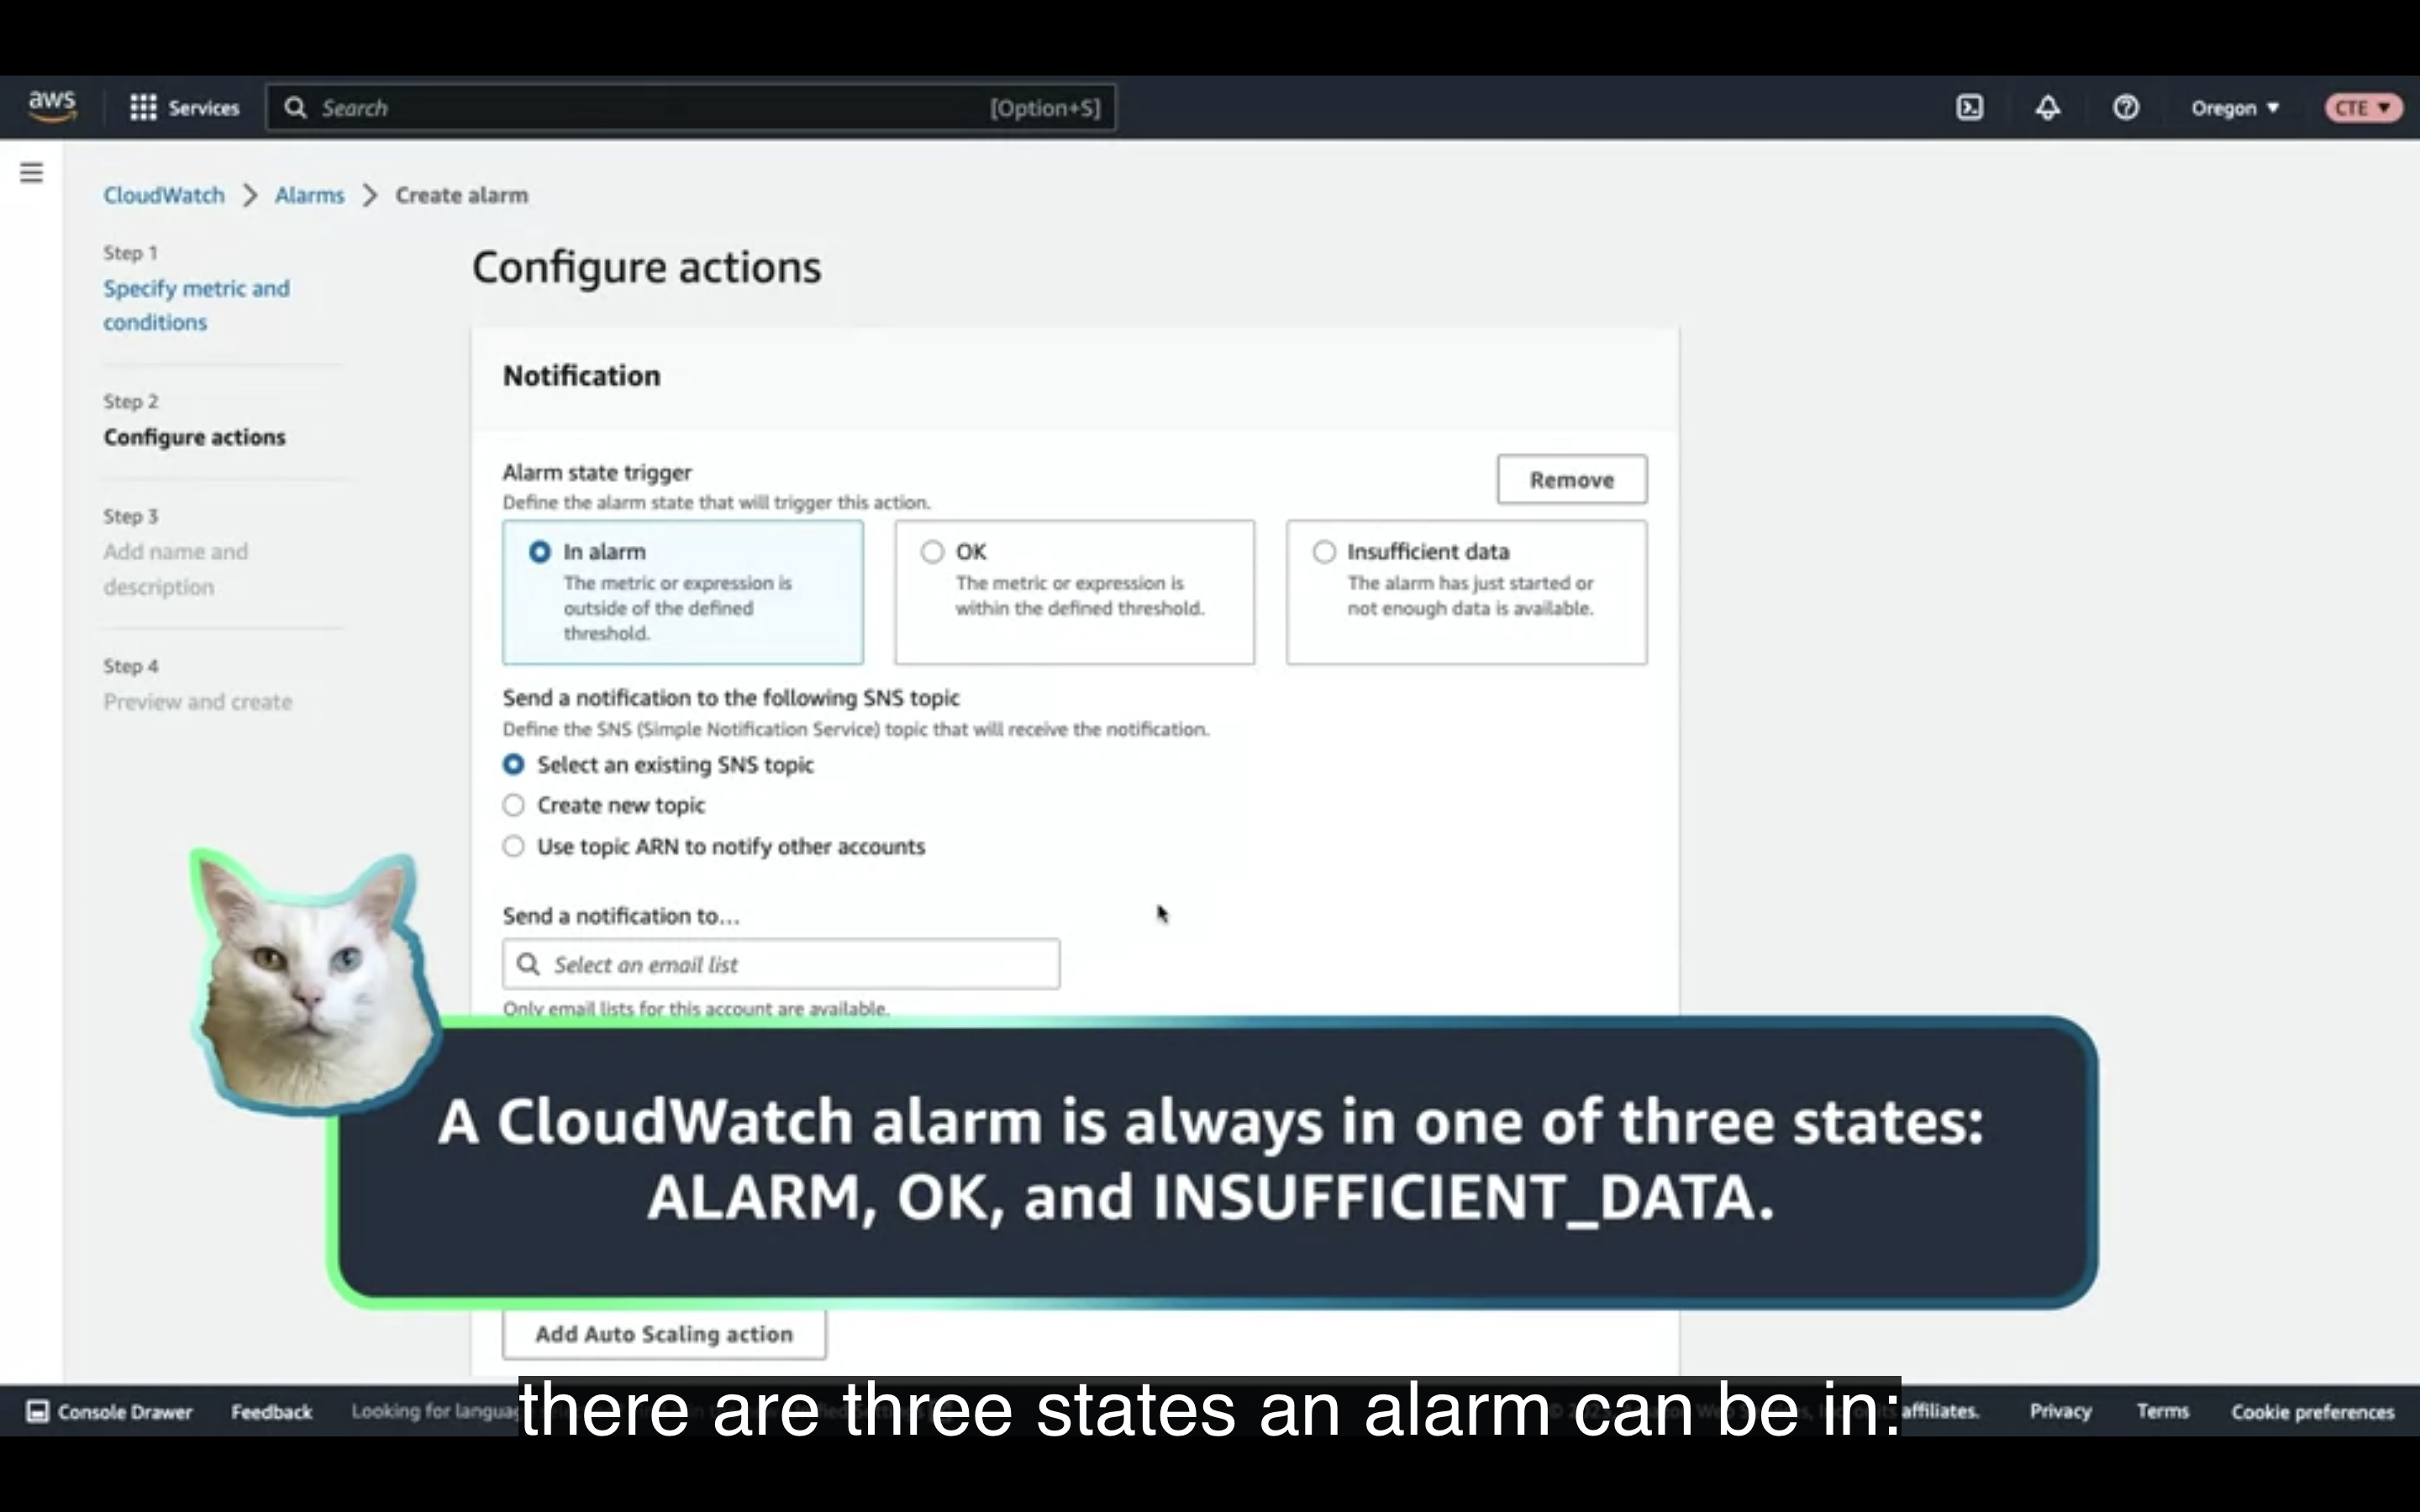 aws
Services
Search
[Option+S]
Oregon
CTE
CloudWatch
Alarms
Create alarm
Step 1
Specify metric and
conditions
Step 2
Configure actions
Step 3
Add name and
description
Step 4
Preview and create
Configure actions
Notification
Alarm state trigger
Define the alarm state that will trigger this action.
Remove
In alarm
The metric or expression is
outside of the defined
threshold.
OK
The metric or expression is
within the defined threshold.
Insufficient data
The alarm has just started or
not enough data is available.
Send a notification to the following SNS topic
Define the SNS (Simple Notification Service) topic that will receive the notification.
Select an existing SNS topic
Create new topic
Use topic ARN to notify other accounts
Send a notification to...
Select an email list
Only email lists for this account are available.
A CloudWatch alarm is always in one of three states:
ALARM, OK, and INSUFFICIENT_DATA.
Add Auto Scaling action
there are three states an alarm can be in:
Console Drawer
Feedback
Looking for
affiliates.
Privacy
Terms
Cookie preferences